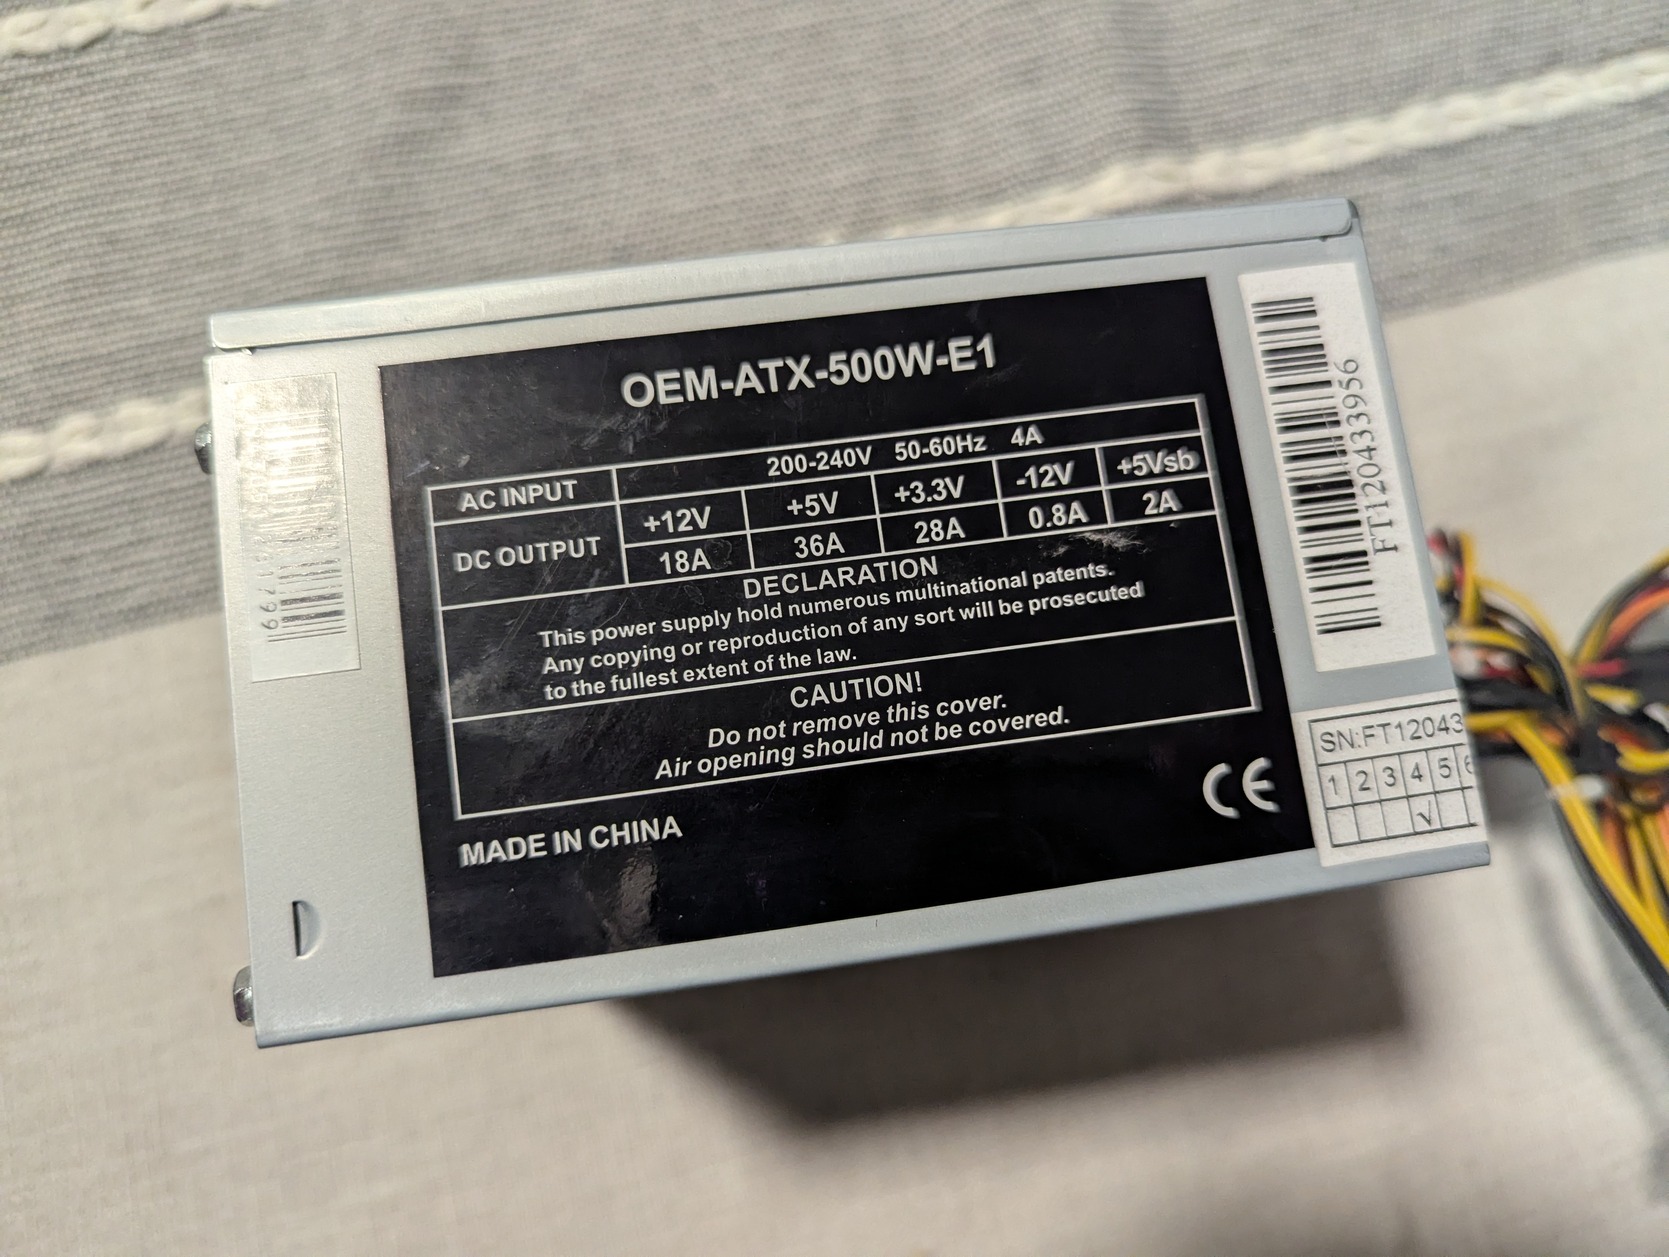 OEM-ATX-500W-E1
AC INPUT 200-240V 50-60Hz 4A
DC OUTPUT +12V +5V +3.3V -12V +5Vsb
18A 36A 28A 0.8A 2A
DECLARATION
This power supply hold numerous multinational patents.
Any copying or reproduction of any sort will be prosecuted
to the fullest extent of the law.
CAUTION!
Do not remove this cover.
Air opening should not be covered.
MADE IN CHINA
CE
FT120433956
SN:FT12043
1 2 3 4 5 6
√